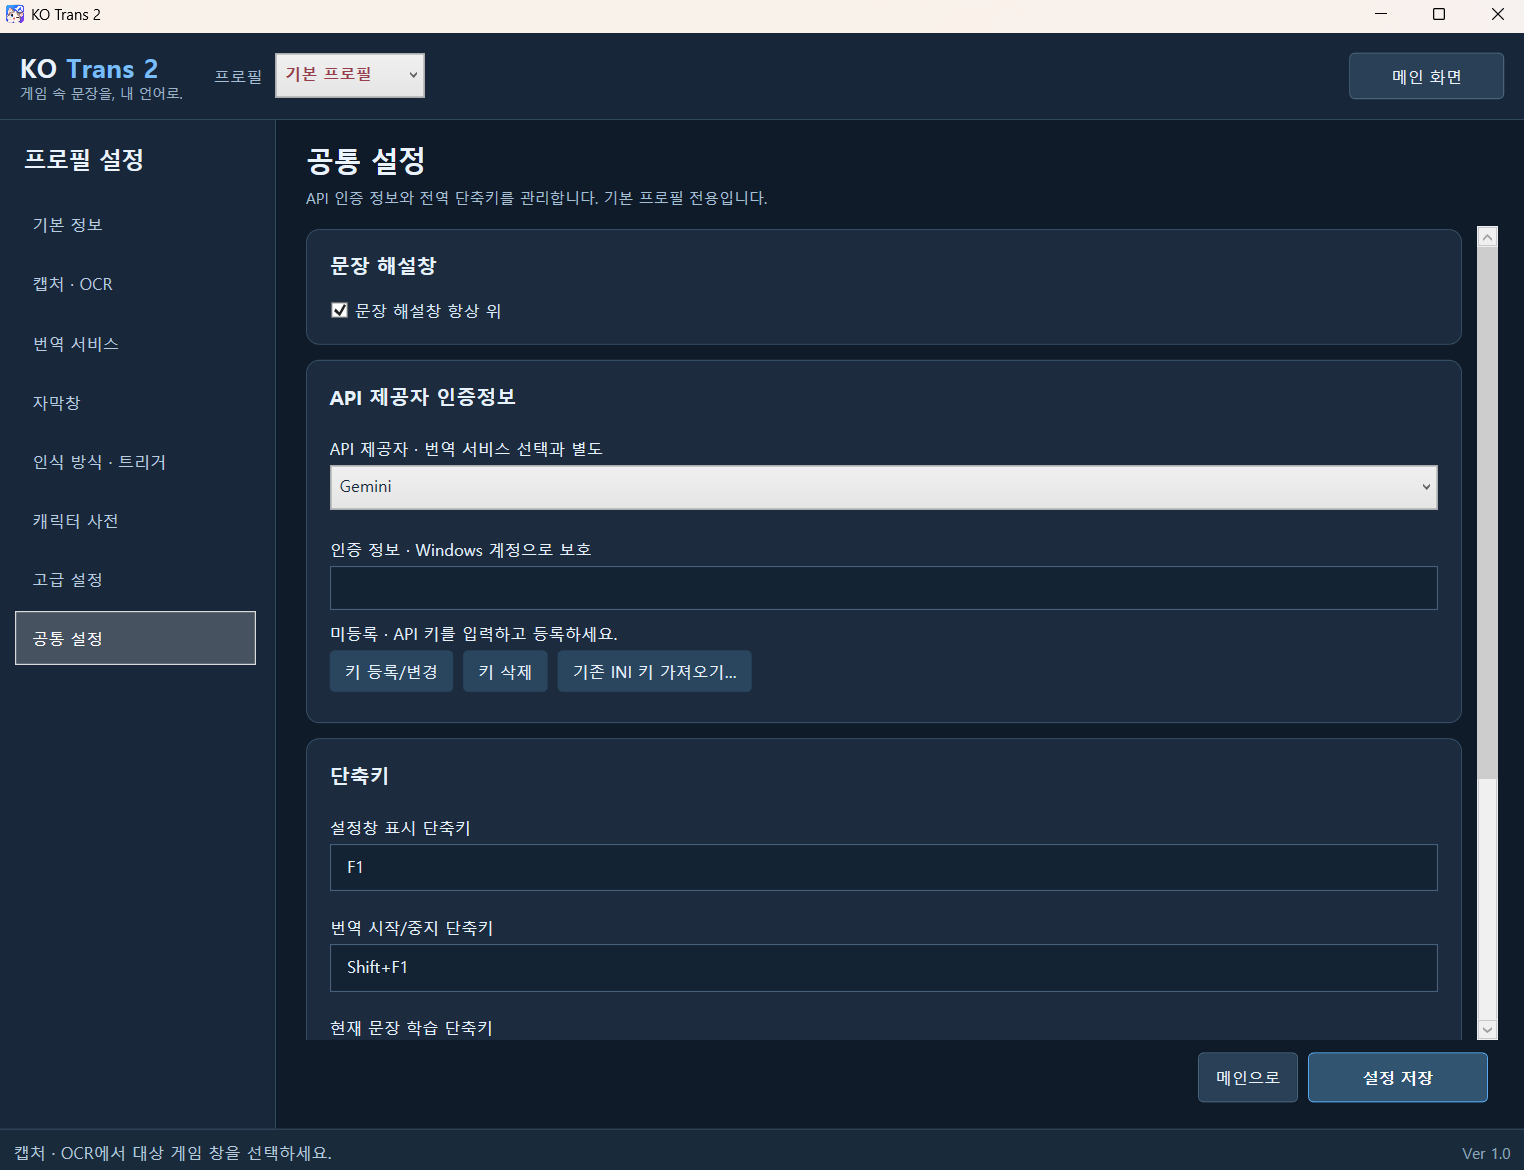 KO Trans 2
KO Trans 2
게임 속 문장을, 내 언어로.
프로필
기본 프로필
메인 화면
프로필 설정
기본 정보
캡처 · OCR
번역 서비스
자막창
인식 방식 · 트리거
캐릭터 사전
고급 설정
공통 설정
공통 설정
API 인증 정보와 전역 단축키를 관리합니다. 기본 프로필 전용입니다.
문장 해설창
문장 해설창 항상 위
API 제공자 인증정보
API 제공자 · 번역 서비스 선택과 별도
Gemini
인증 정보 · Windows 계정으로 보호
미등록 · API 키를 입력하고 등록하세요.
키 등록/변경
키 삭제
기존 INI 키 가져오기...
단축키
설정창 표시 단축키
F1
번역 시작/중지 단축키
Shift+F1
현재 문장 학습 단축키
메인으로
설정 저장
캡처 · OCR에서 대상 게임 창을 선택하세요.
Ver 1.0